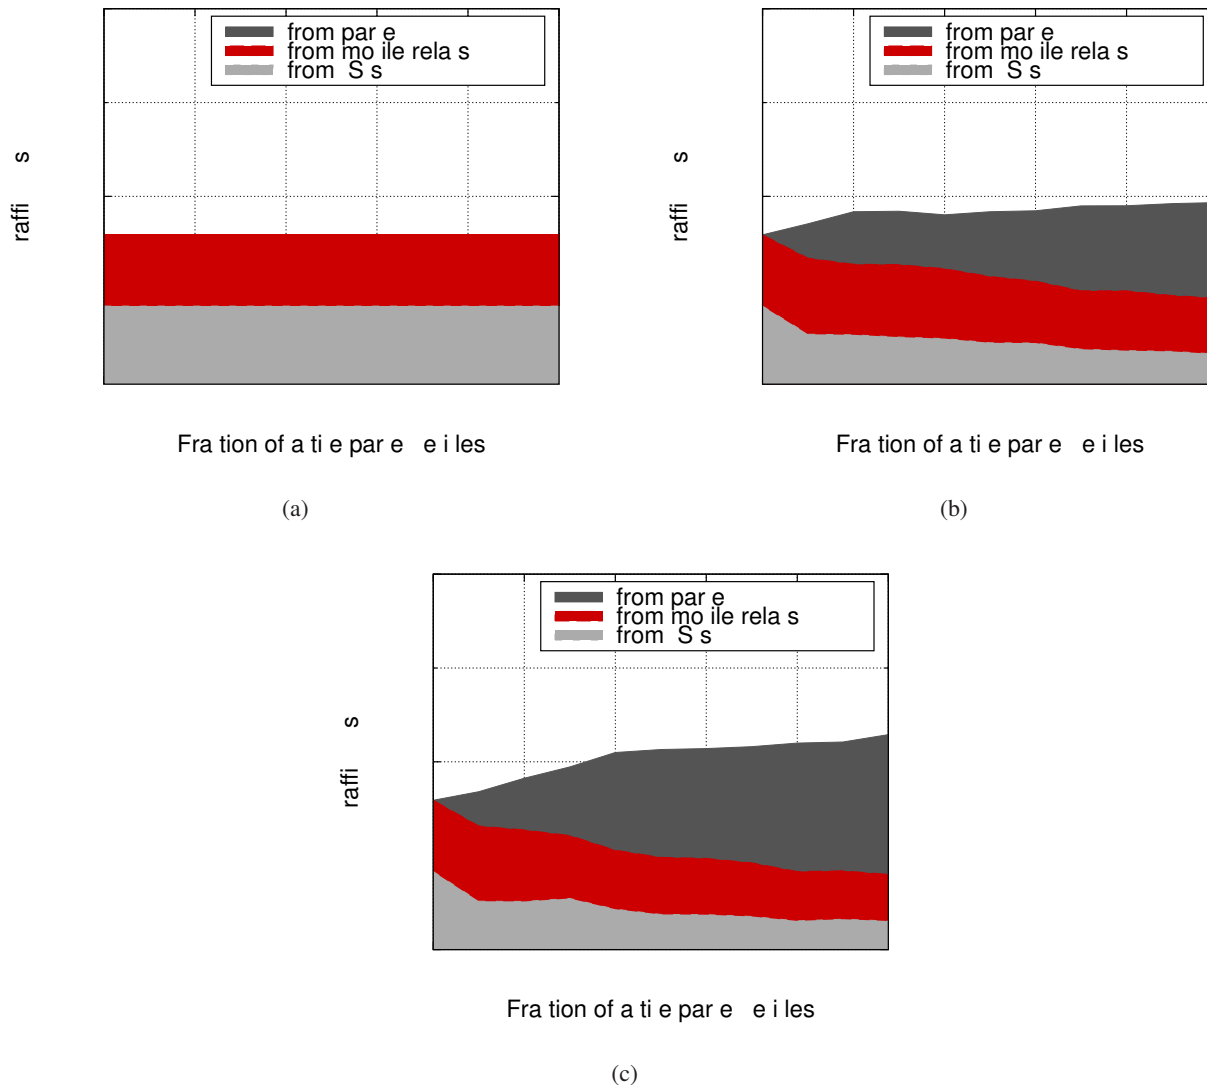 from par e
from mo ile rela s
from S s
raffi s
Fra tion of a ti e par e e i les
(a)
from par e
from mo ile rela s
from S s
raffi s
Fra tion of a ti e par e e i les
(b)
from par e
from mo ile rela s
from S s
raffi s
Fra tion of a ti e par e e i les
(c)